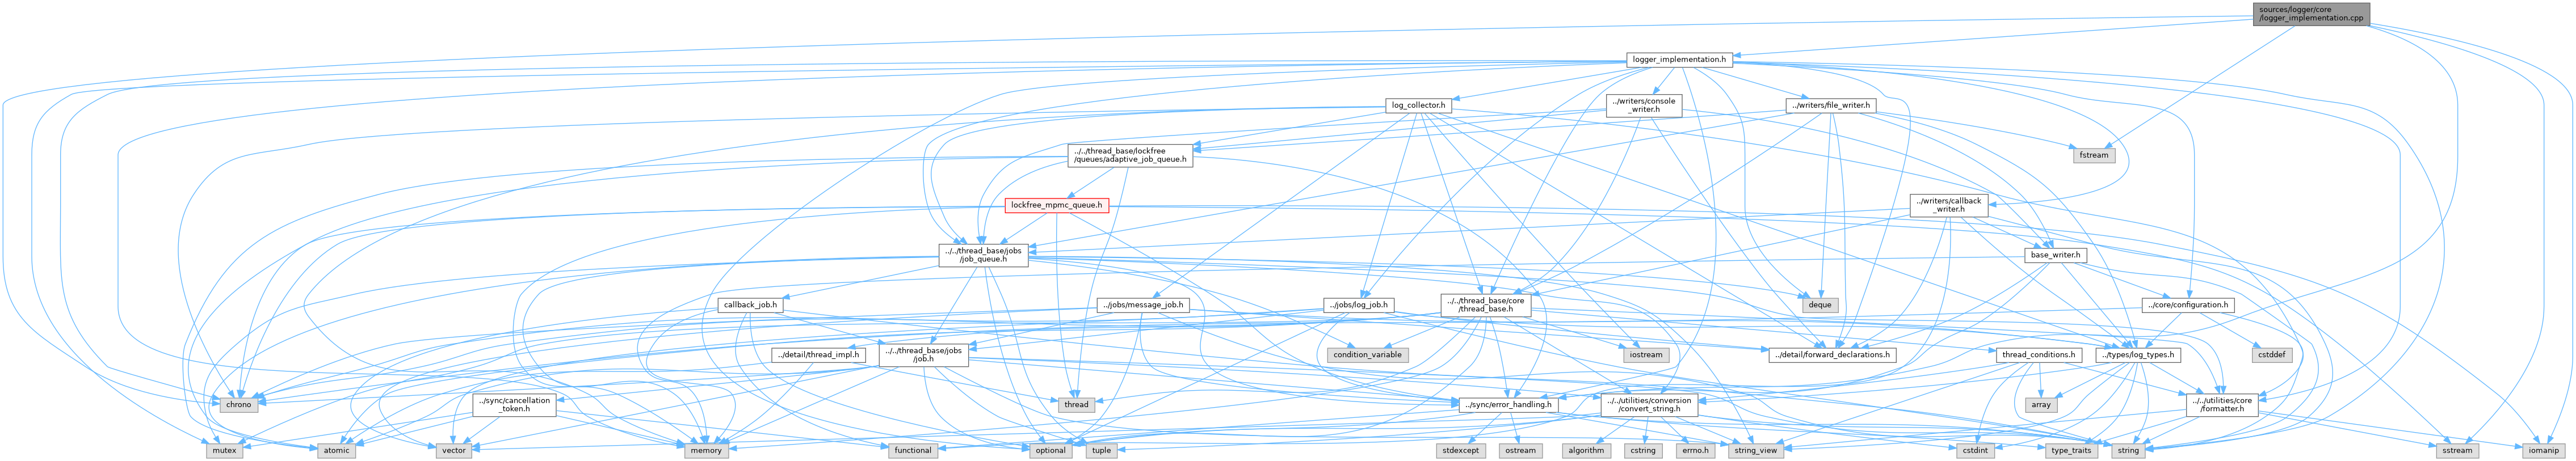 sources/logger/core
/logger_implementation.cpp
logger_implementation.h
log_collector.h
../writers/console
_writer.h
../writers/file_writer.h
../../thread_base/lockfree
/queues/adaptive_job_queue.h
fstream
lockfree_mpmc_queue.h
../writers/callback
_writer.h
../../thread_base/jobs
/job_queue.h
base_writer.h
callback_job.h
../jobs/message_job.h
../jobs/log_job.h
../../thread_base/core
/thread_base.h
deque
../core/configuration.h
../detail/thread_impl.h
../../thread_base/jobs
/job.h
condition_variable
iostream
../detail/forward_declarations.h
thread_conditions.h
../types/log_types.h
cstddef
../sync/cancellation
_token.h
chrono
thread
../sync/error_handling.h
../../utilities/conversion
/convert_string.h
array
../../utilities/core
/formatter.h
mutex
atomic
vector
memory
functional
optional
tuple
stdexcept
ostream
algorithm
cstring
errno.h
string_view
cstdint
type_traits
string
sstream
iomanip